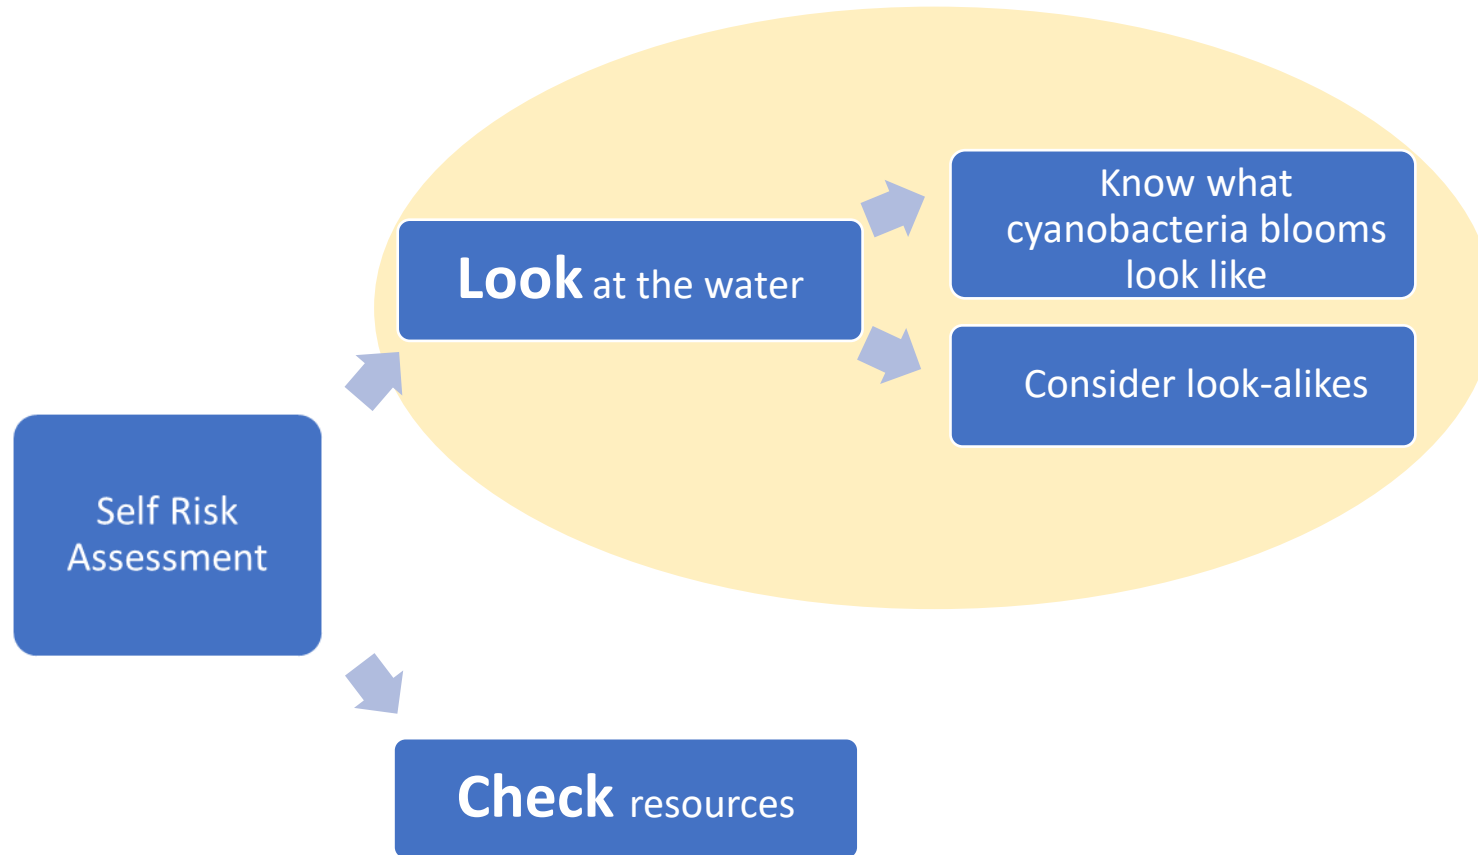 Self Risk
Assessment
Look at the water
Know what
cyanobacteria blooms
look like
Consider look-alikes
Check resources